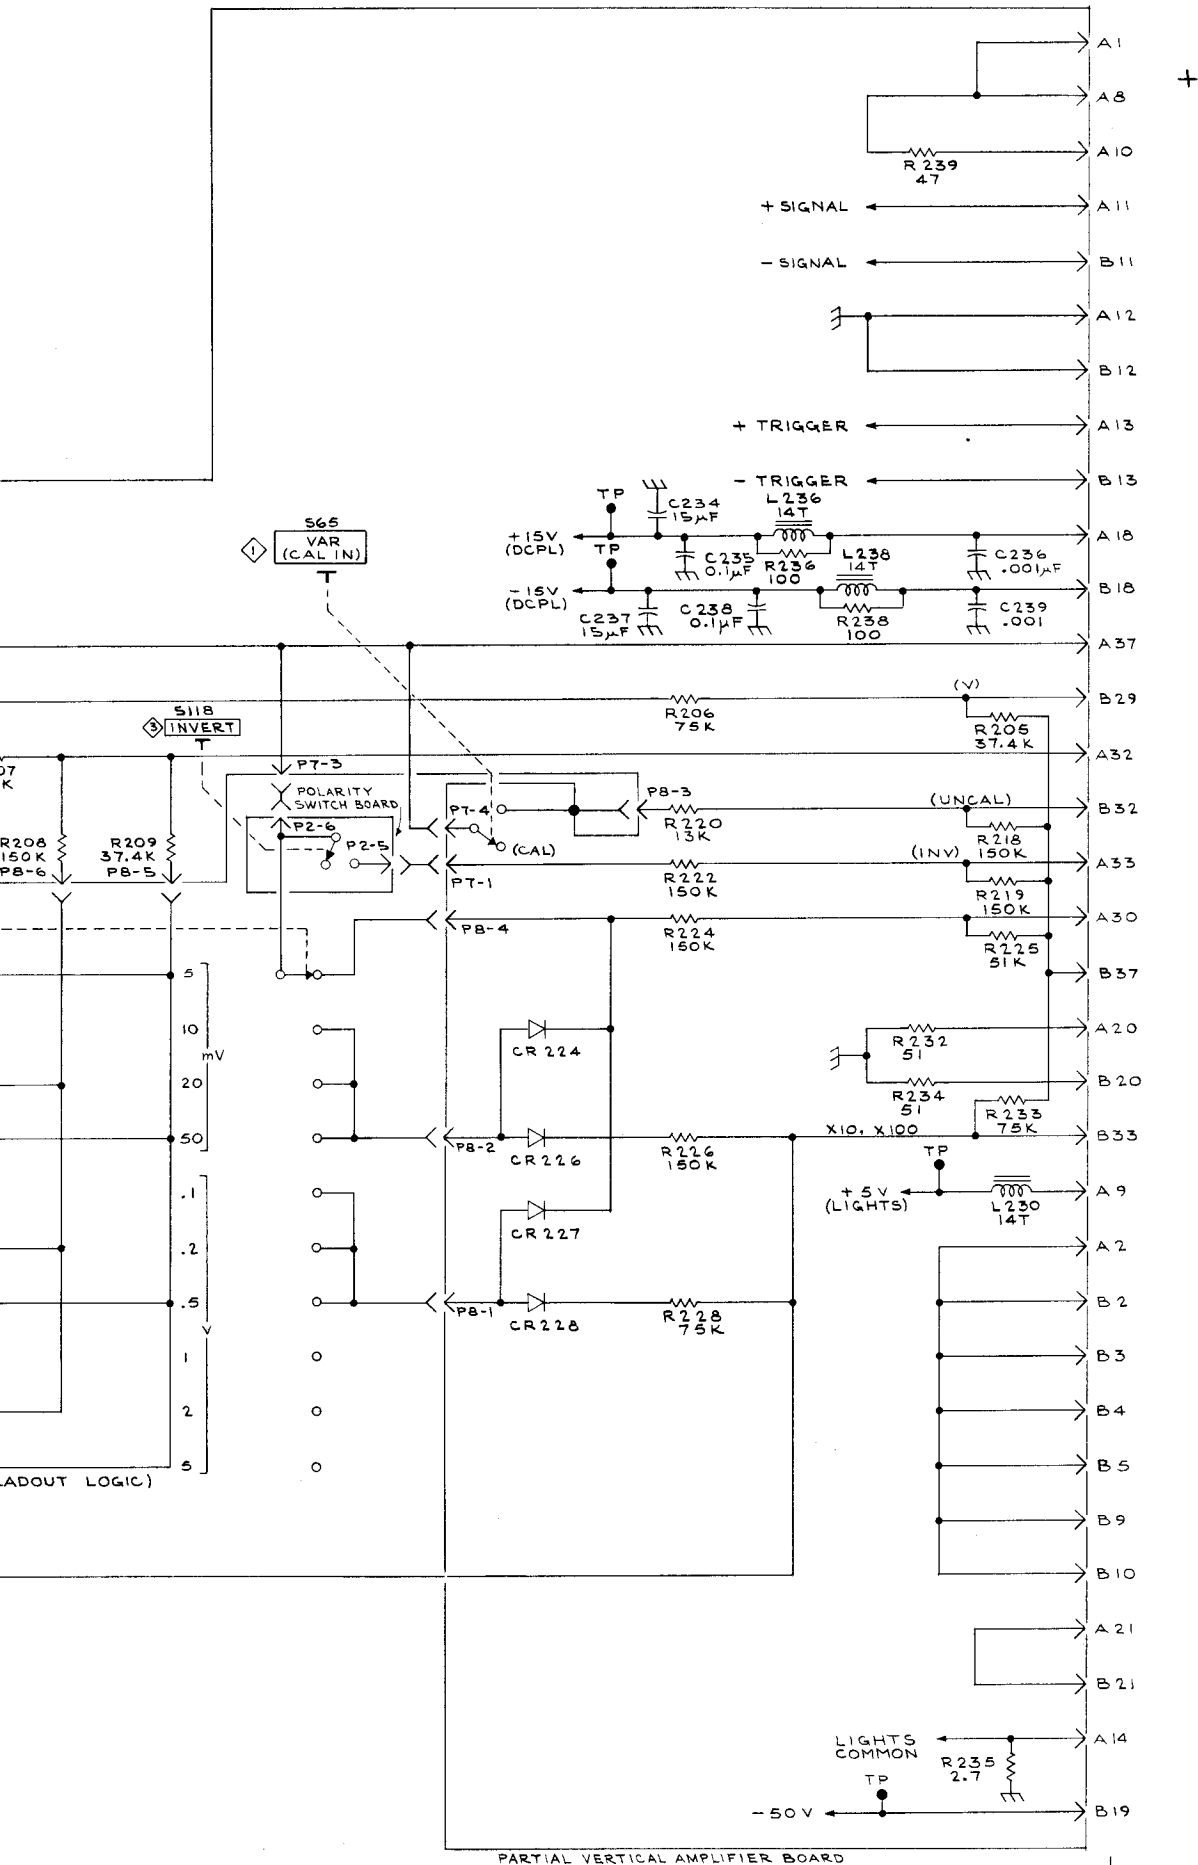 A1
+
A8
A10
R239
47
+ SIGNAL
A11
- SIGNAL
B11
A12
B12
+ TRIGGER
A13
- TRIGGER
B13
TP
C234
15µF
L236
14T
S65
VAR
(CAL IN)
1
+15V
(DCPL)
A18
TP
C235
0.1µF
R236
100
L238
14T
C236
.001µF
-15V
(DCPL)
B18
C237
15µF
C238
0.1µF
R238
100
C239
.001
A37
(V)
B29
S118
3
INVERT
R206
75K
R205
37.4K
A32
07
K
P7-3
POLARITY
SWITCH BOARD
P7-4
P8-3
(UNCAL)
B32
R208
150K
P8-6
R209
37.4K
P8-5
P2-6
P2-5
(CAL)
R220
13K
R218
150K
(INV)
A33
P7-1
R222
150K
R219
150K
A30
P8-4
R224
150K
R225
51K
5
B37
10
CR224
R232
51
A20
mV
20
R234
51
B20
R233
75K
50
P8-2
CR226
R226
150K
X10, X100
B33
TP
.1
+5V
(LIGHTS)
L230
14T
A9
CR227
.2
A2
.5
P8-1
CR228
R228
75K
B2
V
1
B3
2
B4
5
B5
ADOUT LOGIC)
B9
B10
A21
B21
LIGHTS
COMMON
A14
R235
2.7
TP
-50V
B19
PARTIAL VERTICAL AMPLIFIER BOARD